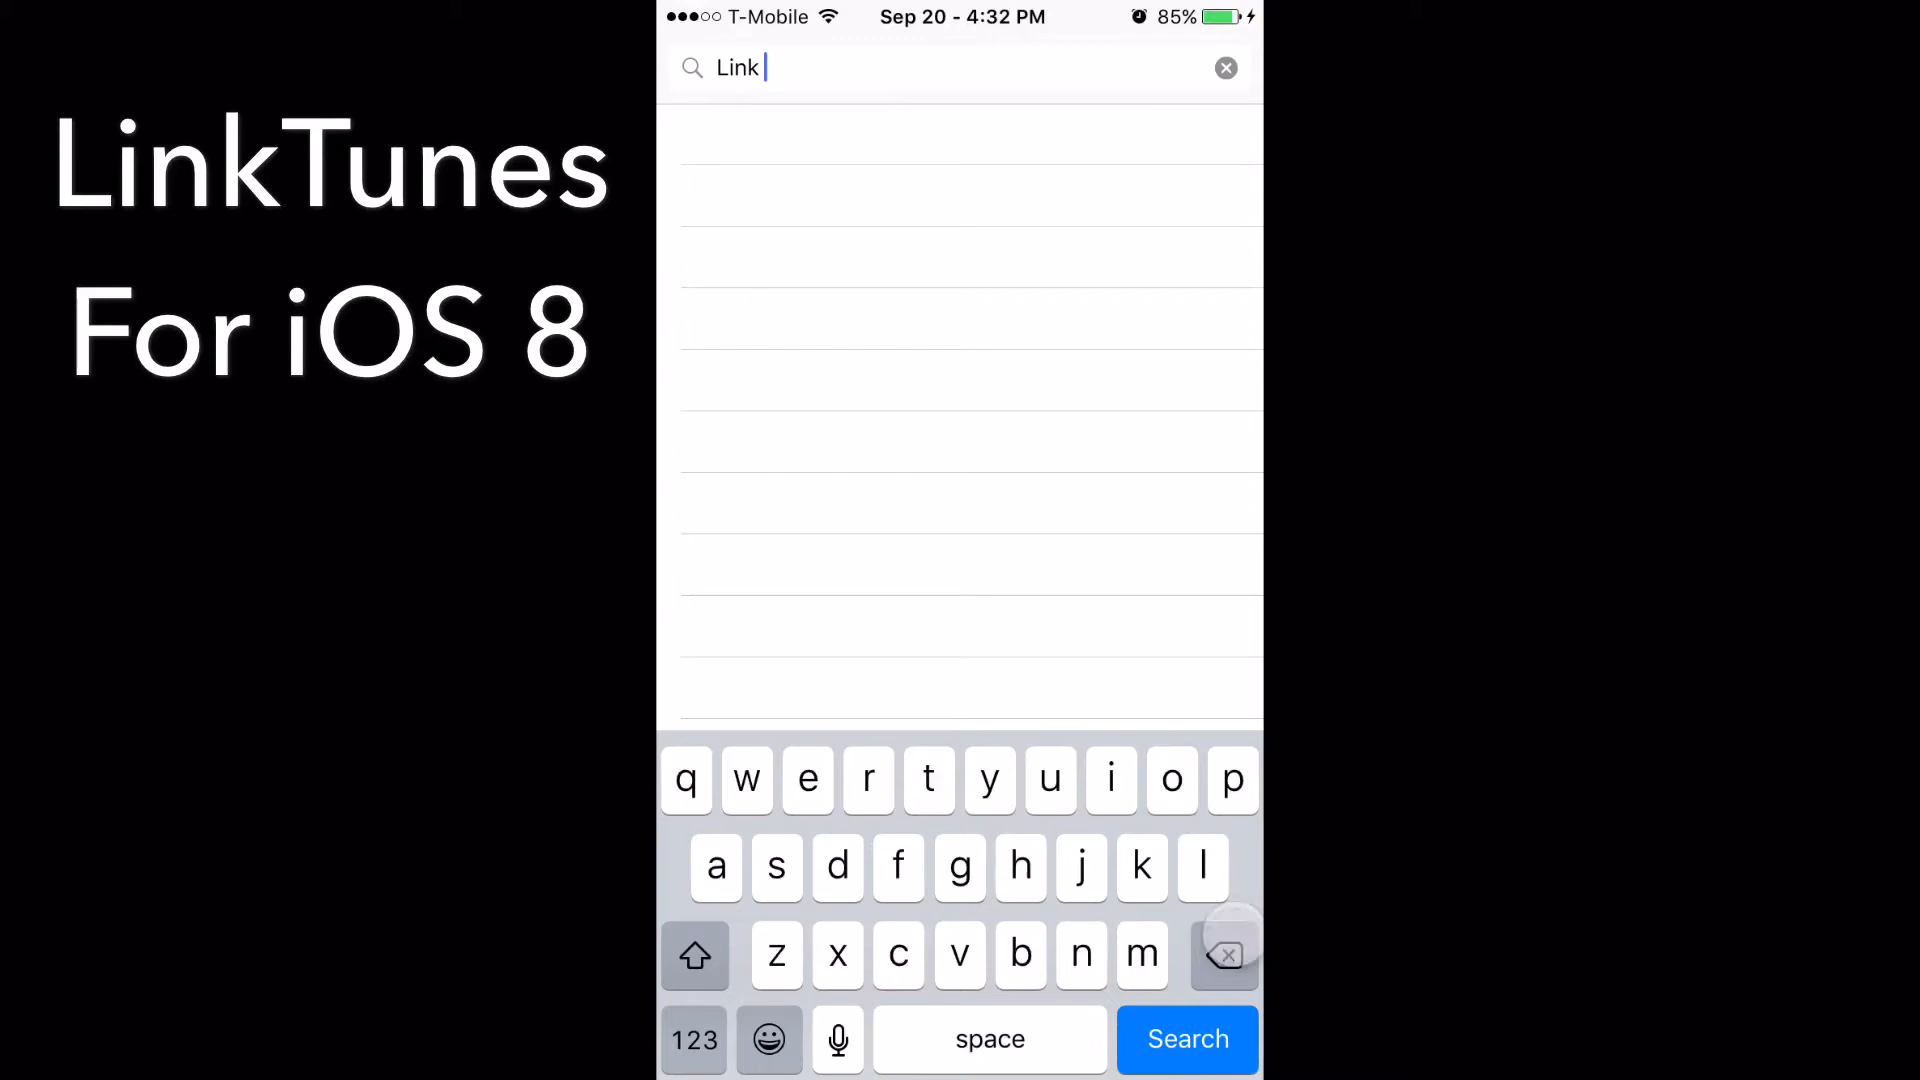 LinkTunes
For iOS 8
T-Mobile Sep 20 - 4:32 PM 85%
Link
q w e r t y u i o p
a s d f g h j k l
z x c v b n m
123 space Search